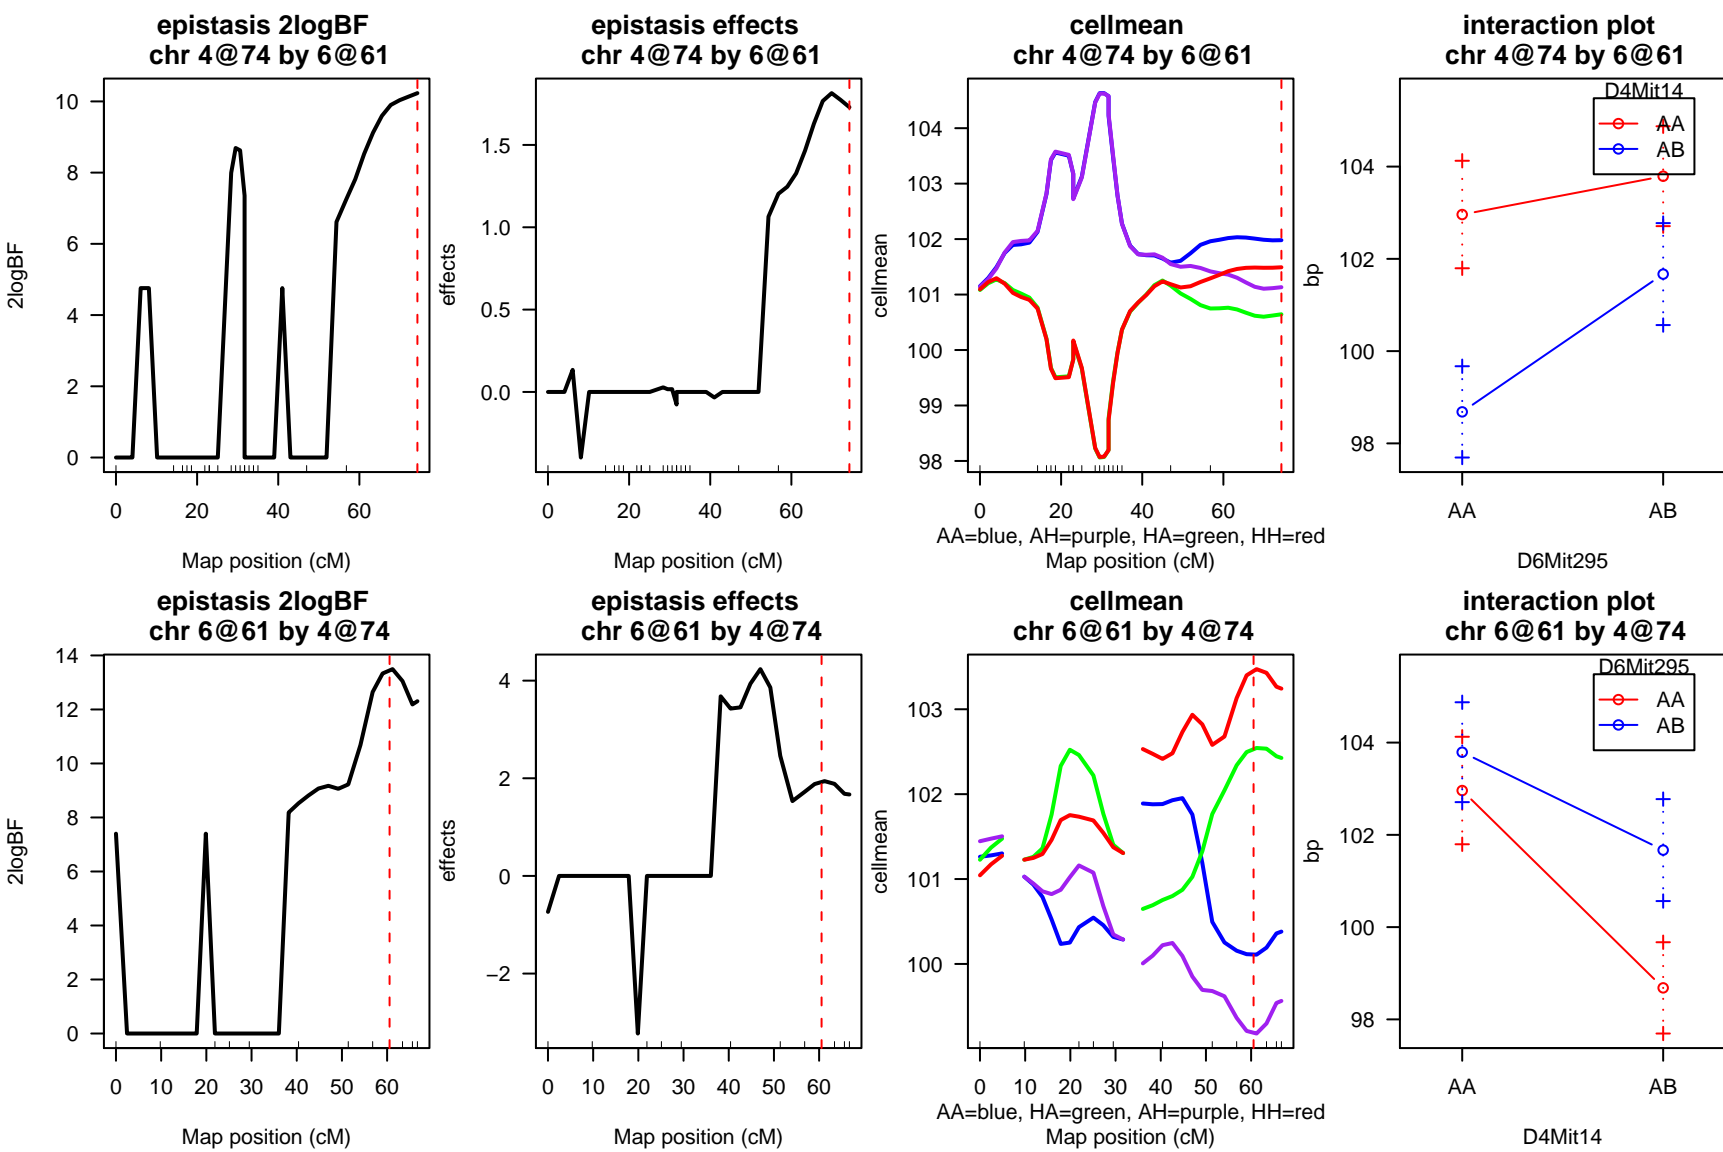 epistasis 2logBF
chr 4@74 by 6@61
2logBF
0
2
4
6
8
10
0
20
40
60
Map position (cM)
epistasis effects
chr 4@74 by 6@61
effects
0.0
0.5
1.0
1.5
0
20
40
60
Map position (cM)
cellmean
chr 4@74 by 6@61
cellmean
98
99
100
101
102
103
104
0
20
40
60
AA=blue, AH=purple, HA=green, HH=red
Map position (cM)
interaction plot
chr 4@74 by 6@61
bp
98
100
102
104
D4Mit14
AA
AB
AA
AB
D6Mit295
epistasis 2logBF
chr 6@61 by 4@74
2logBF
0
2
4
6
8
10
12
14
0
10
20
30
40
50
60
Map position (cM)
epistasis effects
chr 6@61 by 4@74
effects
−2
0
2
4
0
10
20
30
40
50
60
Map position (cM)
cellmean
chr 6@61 by 4@74
cellmean
100
101
102
103
0
10
20
30
40
50
60
AA=blue, HA=green, AH=purple, HH=red
Map position (cM)
interaction plot
chr 6@61 by 4@74
bp
98
100
102
104
D6Mit295
AA
AB
AA
AB
D4Mit14